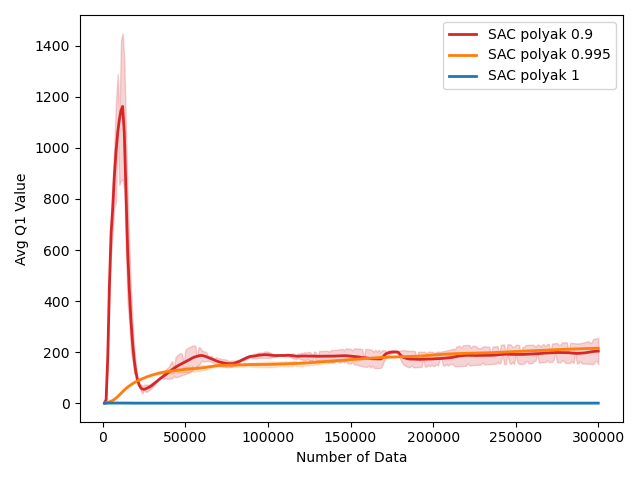 SAC polyak 0.9
SAC polyak 0.995
SAC polyak 1
Avg Q1 Value
1400
1200
1000
800
600
400
200
0
0 50000 100000 150000 200000 250000 300000
Number of Data